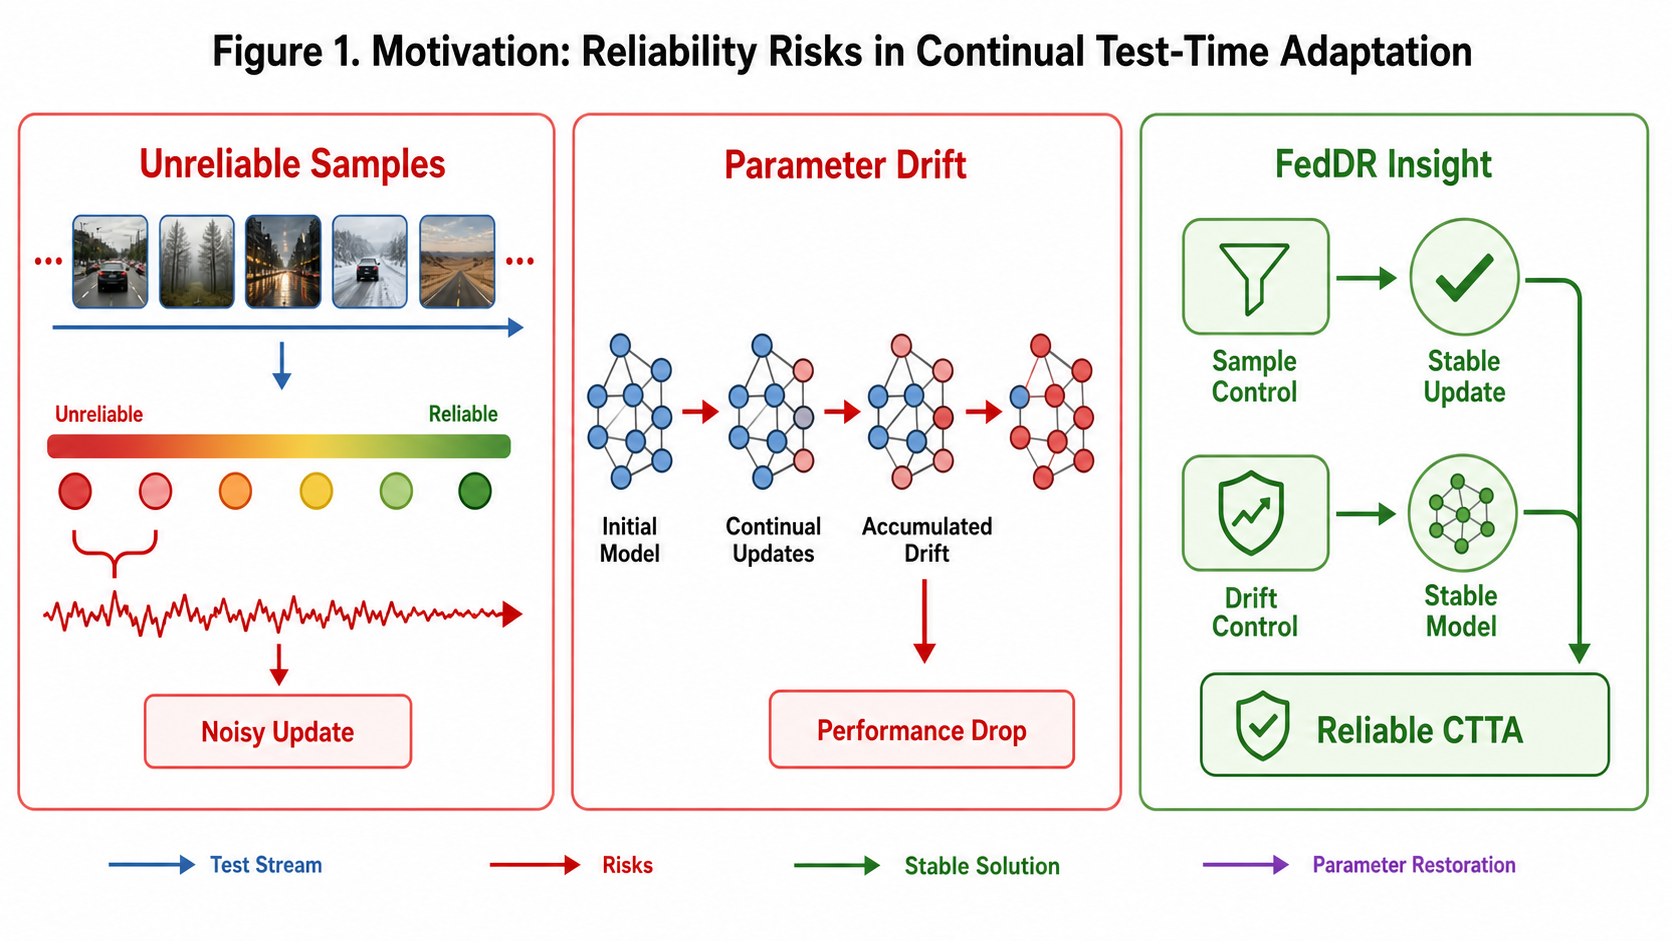 Figure 1. Motivation: Reliability Risks in Continual Test-Time Adaptation
Unreliable Samples
Unreliable
Reliable
Noisy Update
Parameter Drift
Initial
Model
Continual
Updates
Accumulated
Drift
Performance Drop
FedDR Insight
Sample
Control
Stable
Update
Drift
Control
Stable
Model
Reliable CTTA
Test Stream
Risks
Stable Solution
Parameter Restoration